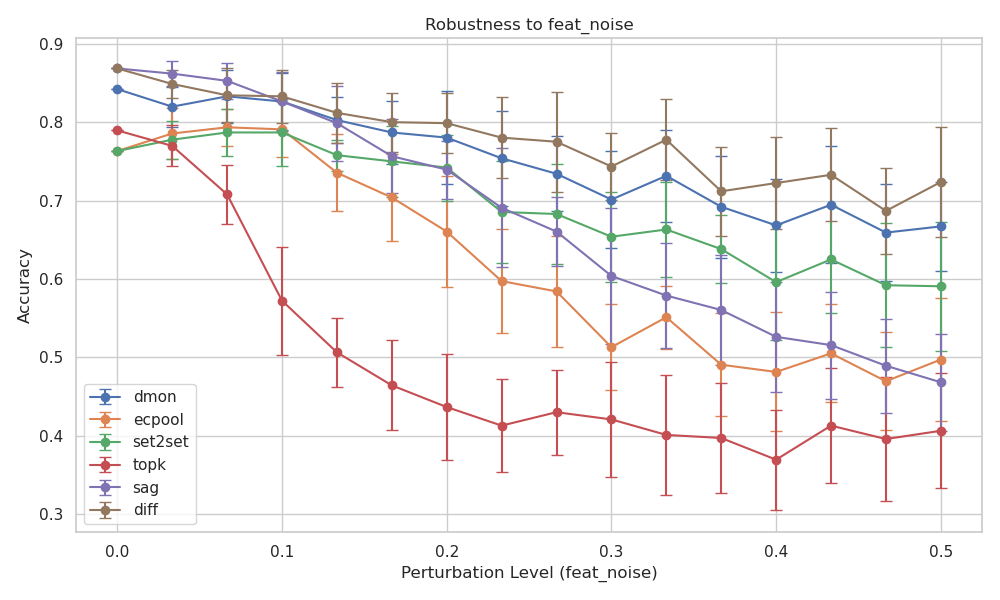 Robustness to feat_noise
Accuracy
0.9
0.8
0.7
0.6
0.5
0.4
0.3
dmon
ecpool
set2set
topk
sag
diff
0.0 0.1 0.2 0.3 0.4 0.5
Perturbation Level (feat_noise)